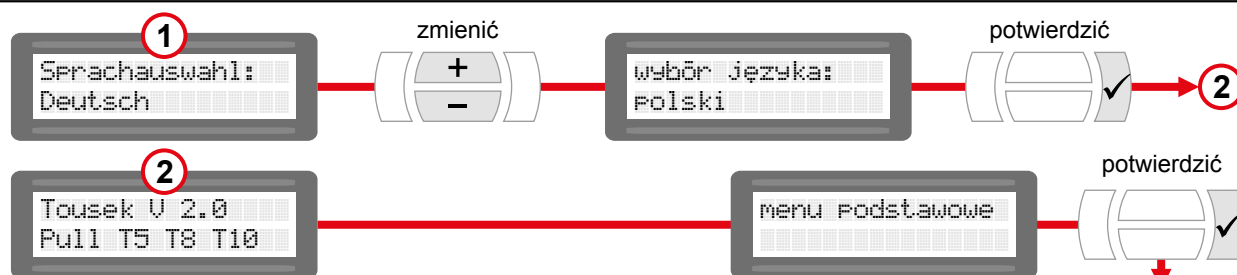 1
zmienić
potwierdzić
Sprachauswahl:
Deutsch
+
−
wybór języka:
polski
✓
2
2
potwierdzić
Tousek V 2.0
Pull T5 T8 T10
menu podstawowe
✓